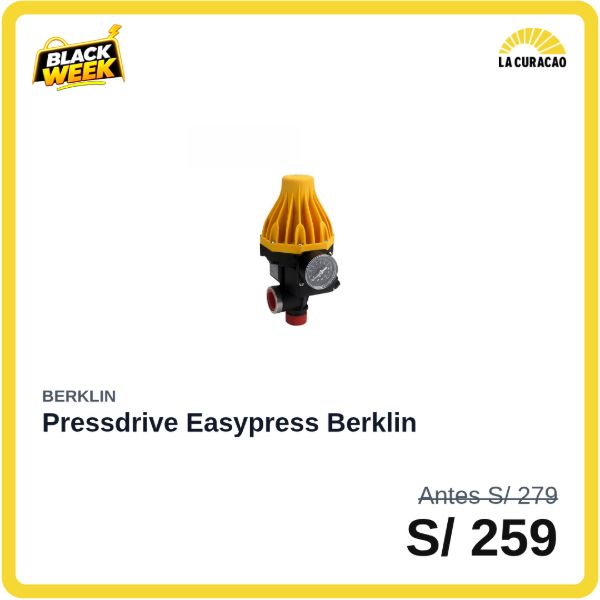 BLACK
WEEK
LA CURACAO
BERKLIN
Pressdrive Easypress Berklin
Antes S/ 279
S/ 259